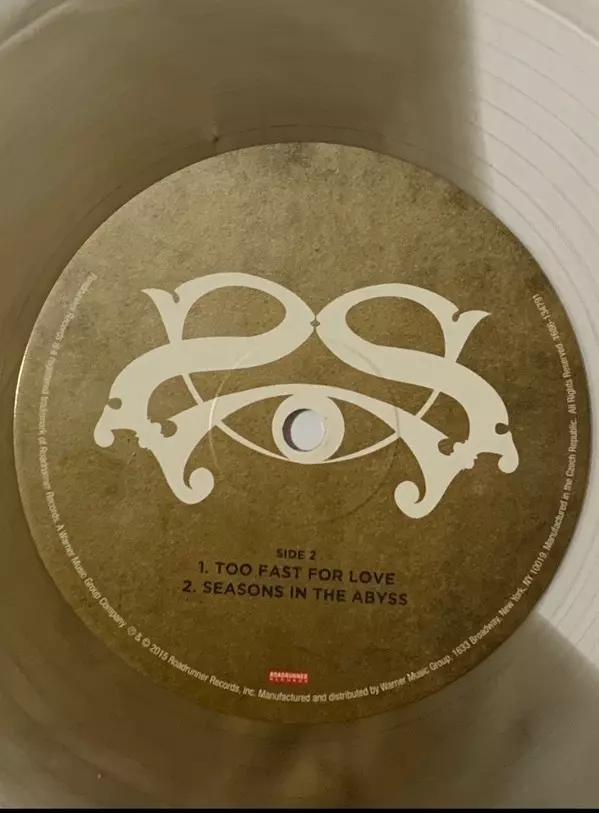 SIDE 2
1. TOO FAST FOR LOVE
2. SEASONS IN THE ABYSS
ROADRUNNER
RECORDS
Roadrunner Records is a registered trademark of Roadrunner Records. A Warner Music Group Company. ℗ & © 2015 Roadrunner Records, Inc. Manufactured and distributed by Warner Music Group. 1633 Broadway, New York, NY 10019. Manufactured in the Czech Republic. All Rights Reserved.